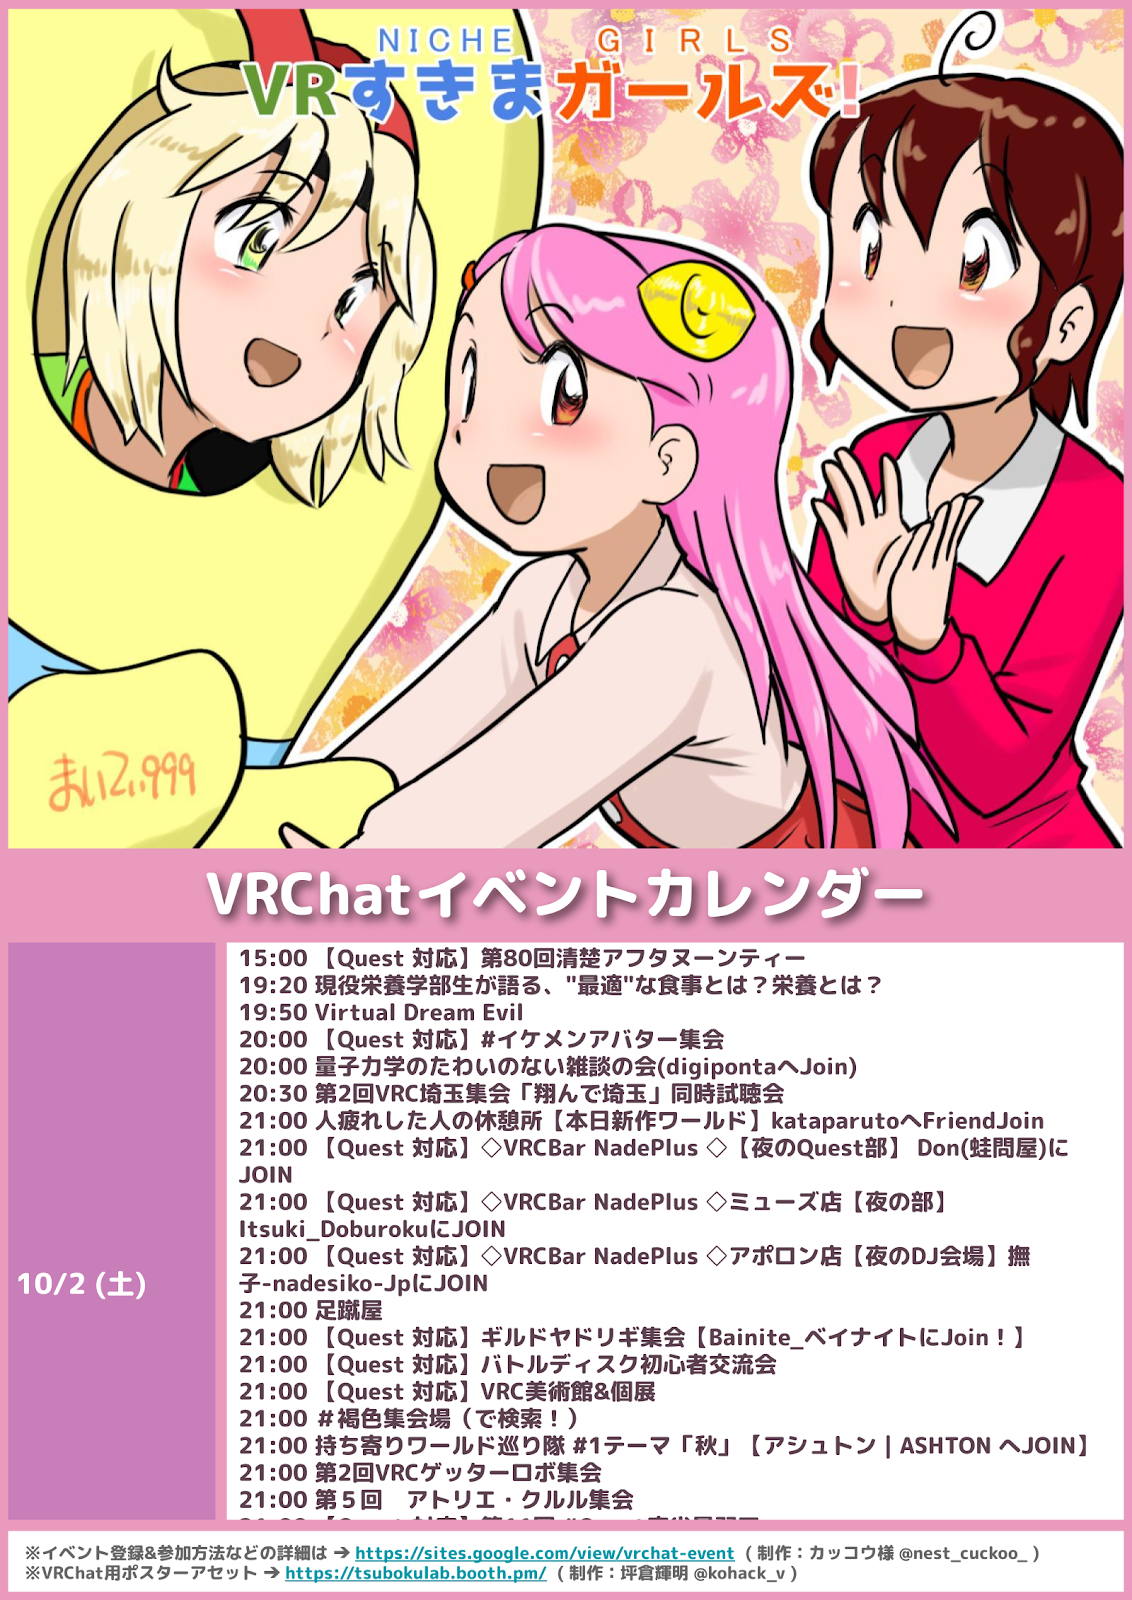 NICHE GIRLS
VRすきまガールズ!
まいてぃ999
VRChatイベントカレンダー
10/2 (土)
15:00 【Quest 対応】第80回清楚アフタヌーンティー
19:20 現役栄養学部生が語る、"最適"な食事とは？栄養とは？
19:50 Virtual Dream Evil
20:00 【Quest 対応】#イケメンアバター集会
20:00 量子力学のたわいのない雑談の会(digipontaへJoin)
20:30 第2回VRC埼玉集会「翔んで埼玉」同時試聴会
21:00 人疲れした人の休憩所【本日新作ワールド】kataparutoへFriendJoin
21:00 【Quest 対応】◇VRCBar NadePlus ◇【夜のQuest部】 Don(蛙問屋)に
JOIN
21:00 【Quest 対応】◇VRCBar NadePlus ◇ミューズ店【夜の部】
Itsuki_DoburokuにJOIN
21:00 【Quest 対応】◇VRCBar NadePlus ◇アポロン店【夜のDJ会場】撫
子-nadesiko-JpにJOIN
21:00 足蹴屋
21:00 【Quest 対応】ギルドヤドリギ集会【Bainite_ベイナイトにJoin！】
21:00 【Quest 対応】バトルディスク初心者交流会
21:00 【Quest 対応】VRC美術館&個展
21:00 ＃褐色集会場（で検索！）
21:00 持ち寄りワールド巡り隊 #1テーマ「秋」【アシュトン | ASHTON へJOIN】
21:00 第2回VRCゲッターロボ集会
21:00 第５回　アトリエ・クルル集会
※イベント登録&参加方法などの詳細は ➔ https://sites.google.com/view/vrchat-event ( 制作：カッコウ様 @nest_cuckoo_ )
※VRChat用ポスターアセット ➔ https://tsubokulab.booth.pm/ ( 制作：坪倉輝明 @kohack_v )